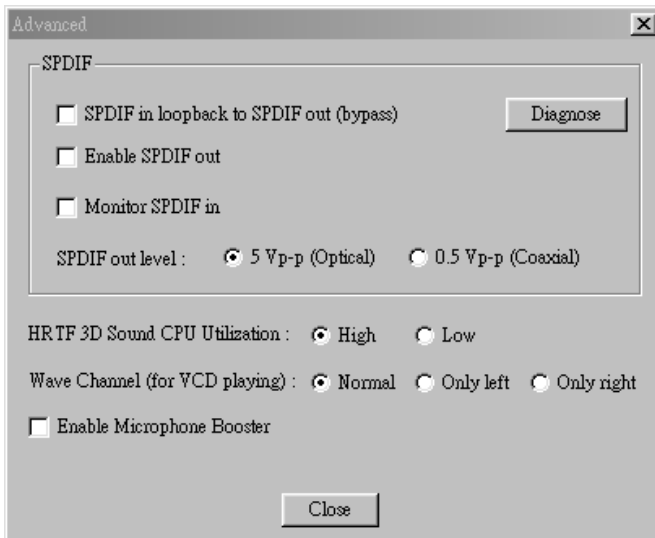 Advanced
SPDIF
SPDIF in loopback to SPDIF out (bypass)
Diagnose
Enable SPDIF out
Monitor SPDIF in
SPDIF out level : 5 Vp-p (Optical) 0.5 Vp-p (Coaxial)
HRTF 3D Sound CPU Utilization : High Low
Wave Channel (for VCD playing) : Normal Only left Only right
Enable Microphone Booster
Close